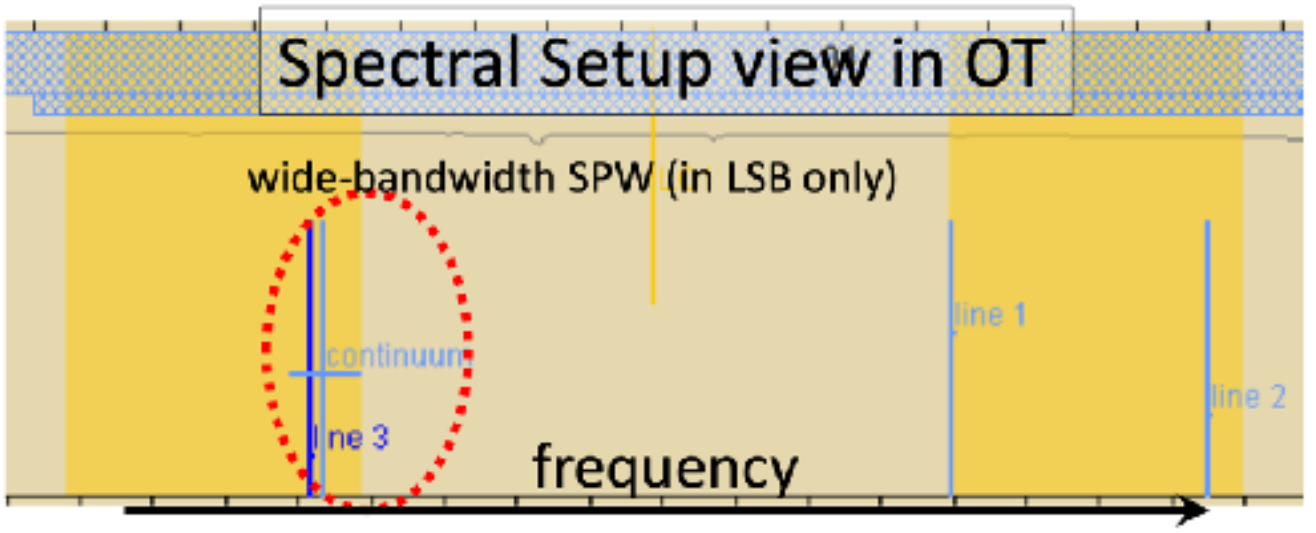 Spectral Setup view in OT
wide-bandwidth SPW (in LSB only)
line 1
continuum
line 2
line 3
frequency